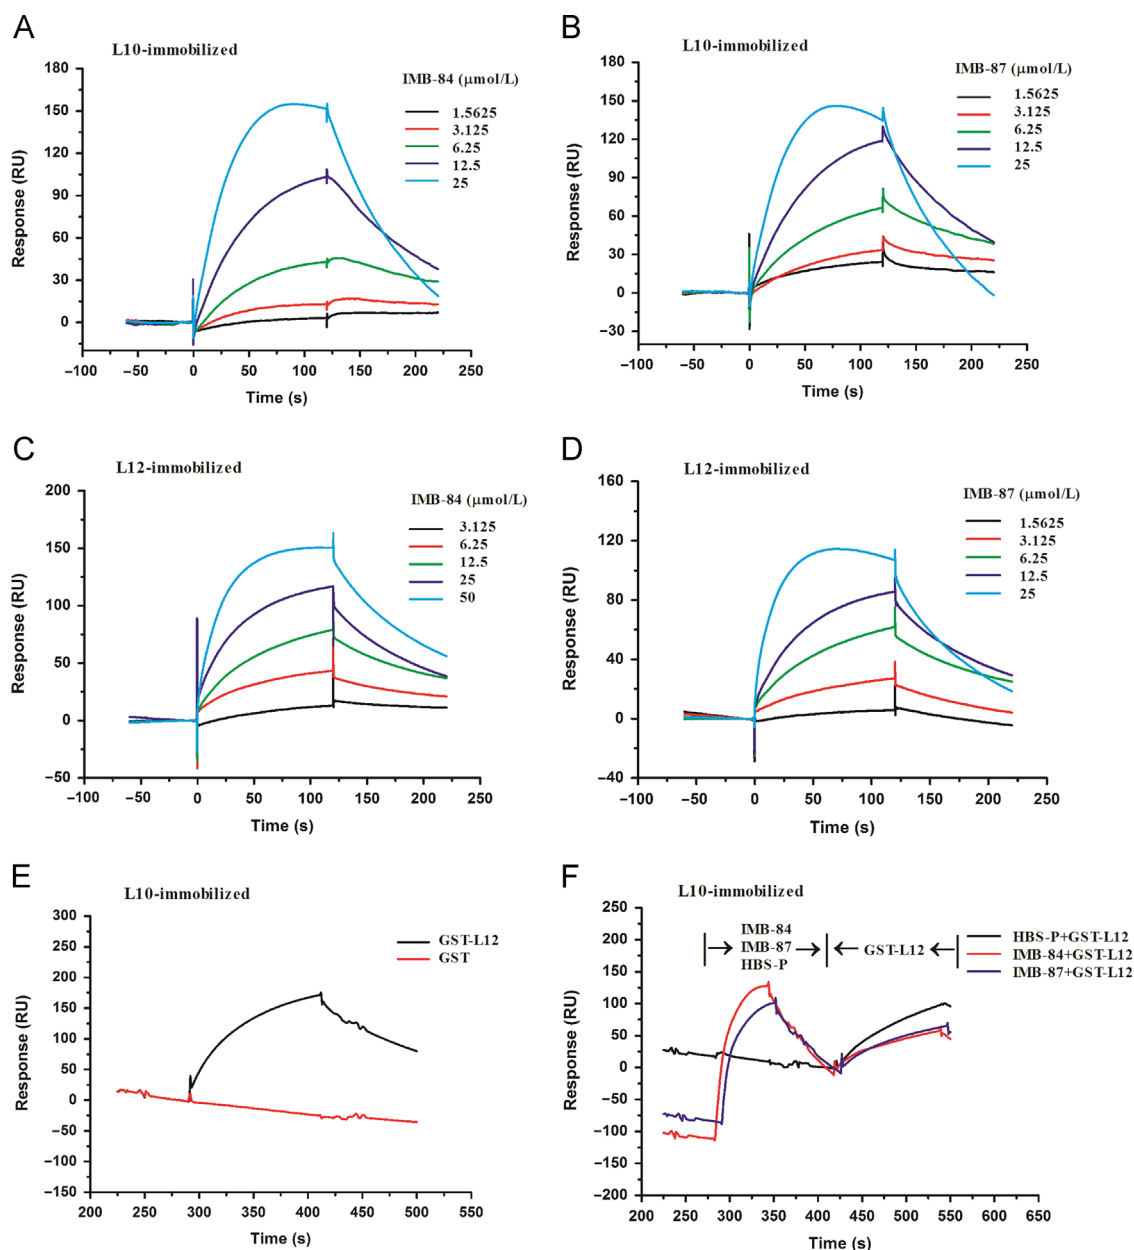 A
L10-immobilized
IMB-84 (μmol/L)
1.5625
3.125
6.25
12.5
25
180
150
120
90
60
30
0
Response (RU)
−100 −50 0 50 100 150 200 250
Time (s)
B
L10-immobilized
IMB-87 (μmol/L)
1.5625
3.125
6.25
12.5
25
180
150
120
90
60
30
0
−30
Response (RU)
−100 −50 0 50 100 150 200 250
Time (s)
C
L12-immobilized
IMB-84 (μmol/L)
3.125
6.25
12.5
25
50
200
150
100
50
0
−50
Response (RU)
−100 −50 0 50 100 150 200 250
Time (s)
D
L12-immobilized
IMB-87 (μmol/L)
1.5625
3.125
6.25
12.5
25
160
120
80
40
0
−40
Response (RU)
−100 −50 0 50 100 150 200 250
Time (s)
E
L10-immobilized
GST-L12
GST
300
250
200
150
100
50
0
−50
−100
−150
Response (RU)
200 250 300 350 400 450 500 550
Time (s)
F
L10-immobilized
IMB-84
IMB-87
HBS-P
GST-L12
HBS-P+GST-L12
IMB-84+GST-L12
IMB-87+GST-L12
250
200
150
100
50
0
−50
−100
−150
−200
Response (RU)
200 250 300 350 400 450 500 550 600 650
Time (s)